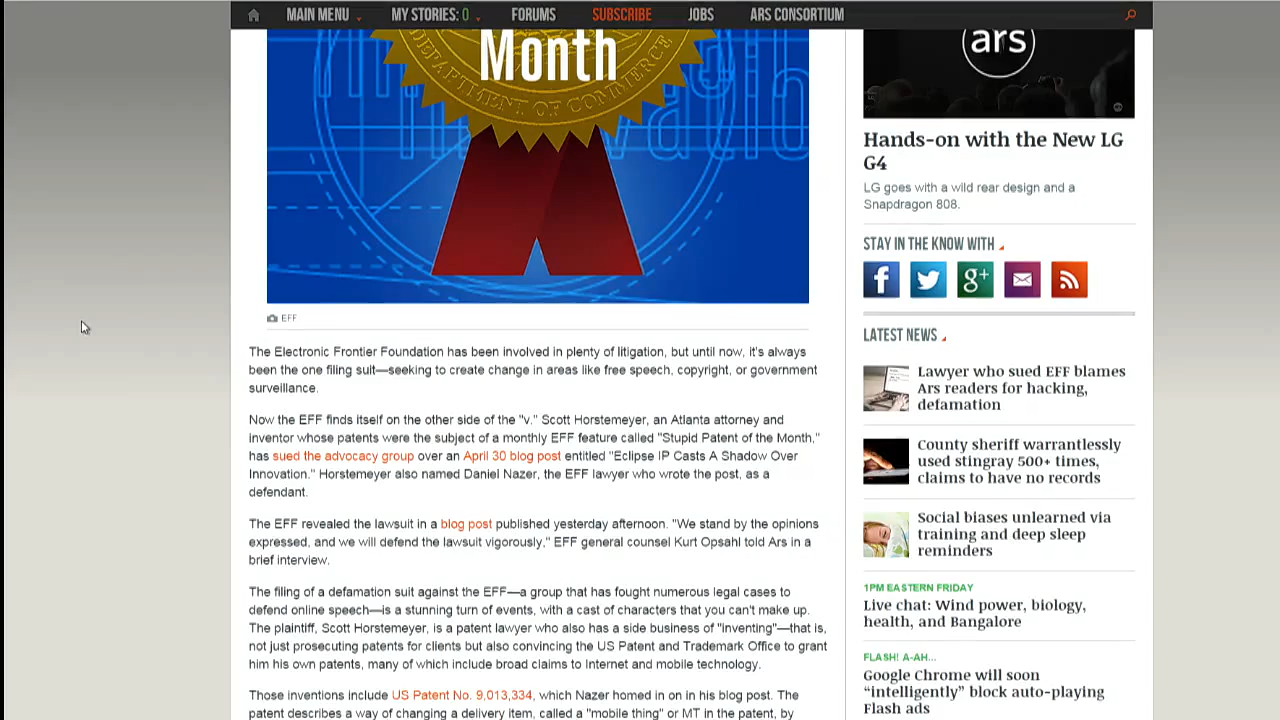 MAIN MENU
MY STORIES: 0
FORUMS
SUBSCRIBE
JOBS
ARS CONSORTIUM
Month
DEPARTMENT OF COMMERCE
EFF
The Electronic Frontier Foundation has been involved in plenty of litigation, but until now, it's always
been the one filing suit—seeking to create change in areas like free speech, copyright, or government
surveillance.
Now the EFF finds itself on the other side of the "v." Scott Horstemeyer, an Atlanta attorney and
inventor whose patents were the subject of a monthly EFF feature called "Stupid Patent of the Month,"
has sued the advocacy group over an April 30 blog post entitled "Eclipse IP Casts A Shadow Over
Innovation." Horstemeyer also named Daniel Nazer, the EFF lawyer who wrote the post, as a
defendant.
The EFF revealed the lawsuit in a blog post published yesterday afternoon. "We stand by the opinions
expressed, and we will defend the lawsuit vigorously," EFF general counsel Kurt Opsahl told Ars in a
brief interview.
The filing of a defamation suit against the EFF—a group that has fought numerous legal cases to
defend online speech—is a stunning turn of events, with a cast of characters that you can't make up.
The plaintiff, Scott Horstemeyer, is a patent lawyer who also has a side business of "inventing"—that is,
not just prosecuting patents for clients but also convincing the US Patent and Trademark Office to grant
him his own patents, many of which include broad claims to Internet and mobile technology.
Those inventions include US Patent No. 9,013,334, which Nazer homed in on in his blog post. The
patent describes a way of changing a delivery item, called a "mobile thing" or MT in the patent, by
ars
Hands-on with the New LG
G4
LG goes with a wild rear design and a
Snapdragon 808.
STAY IN THE KNOW WITH
f
g+
LATEST NEWS
Lawyer who sued EFF blames
Ars readers for hacking,
defamation
County sheriff warrantlessly
used stingray 500+ times,
claims to have no records
Social biases unlearned via
training and deep sleep
reminders
1PM EASTERN FRIDAY
Live chat: Wind power, biology,
health, and Bangalore
FLASH! A-AH...
Google Chrome will soon
“intelligently” block auto-playing
Flash ads